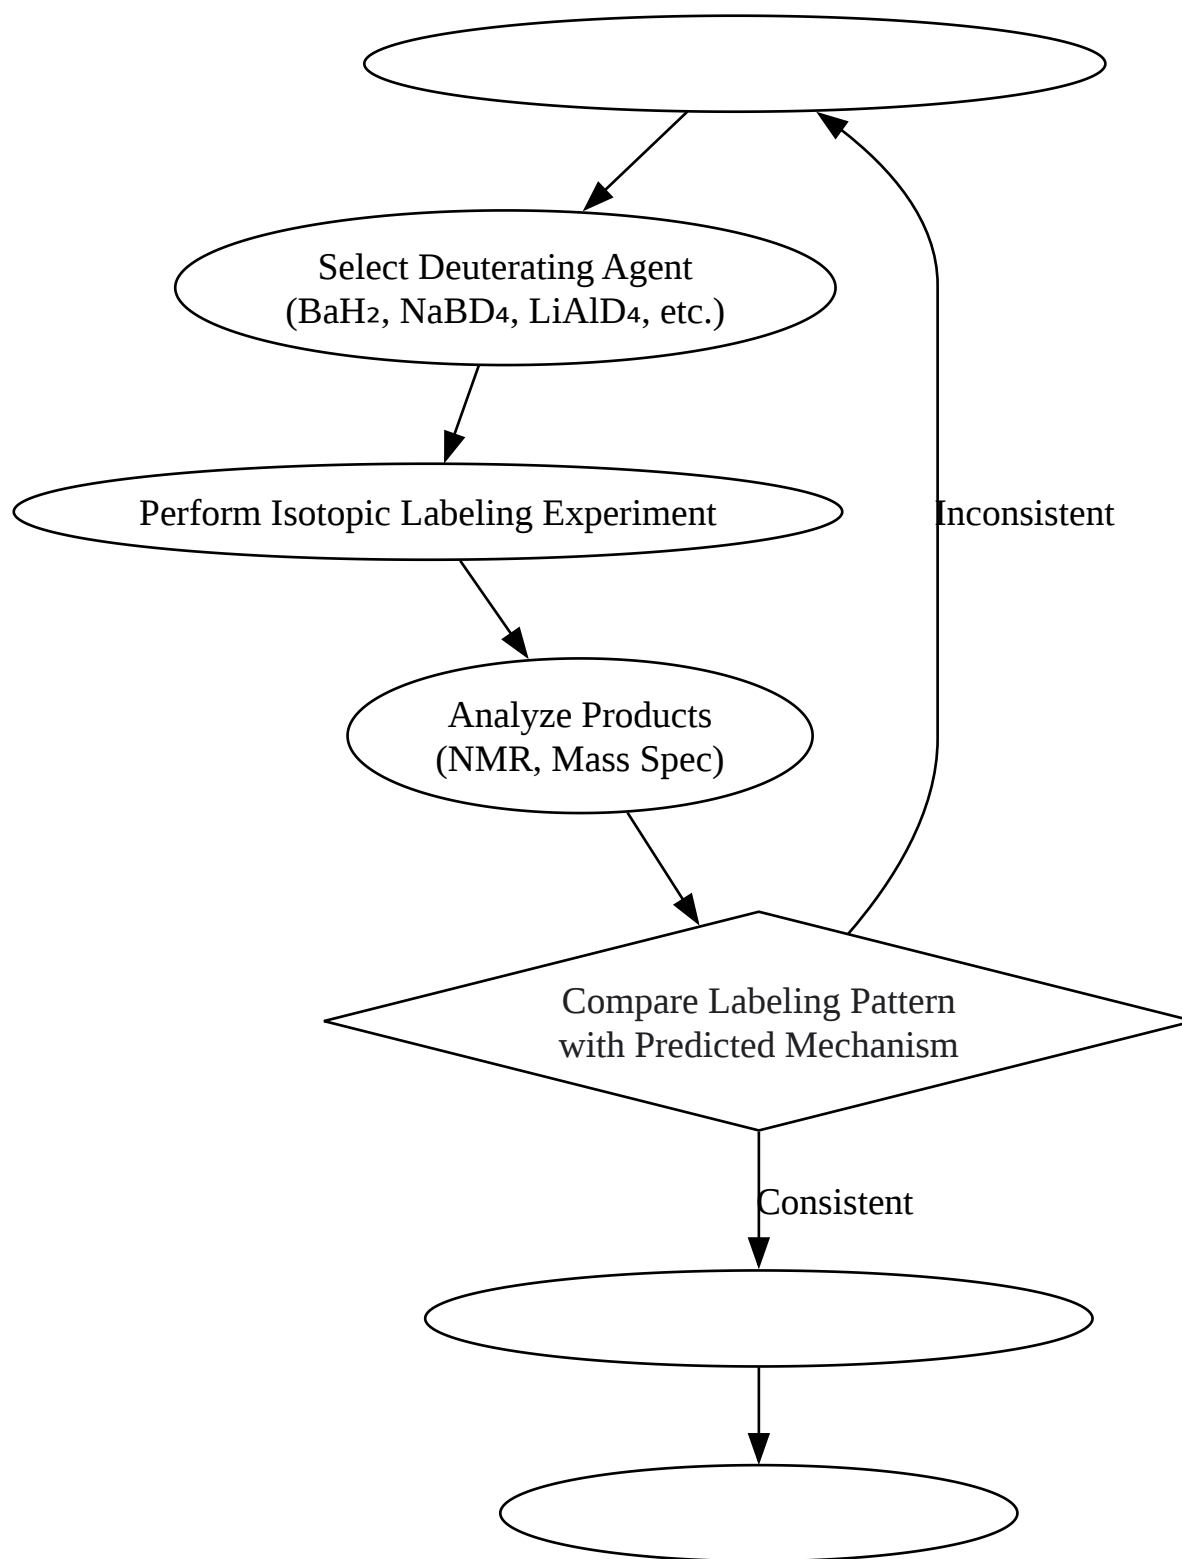 Select Deuterating Agent
(BaH₂, NaBD₄, LiAlD₄, etc.)
Perform Isotopic Labeling Experiment
Inconsistent
Analyze Products
(NMR, Mass Spec)
Compare Labeling Pattern
with Predicted Mechanism
Consistent